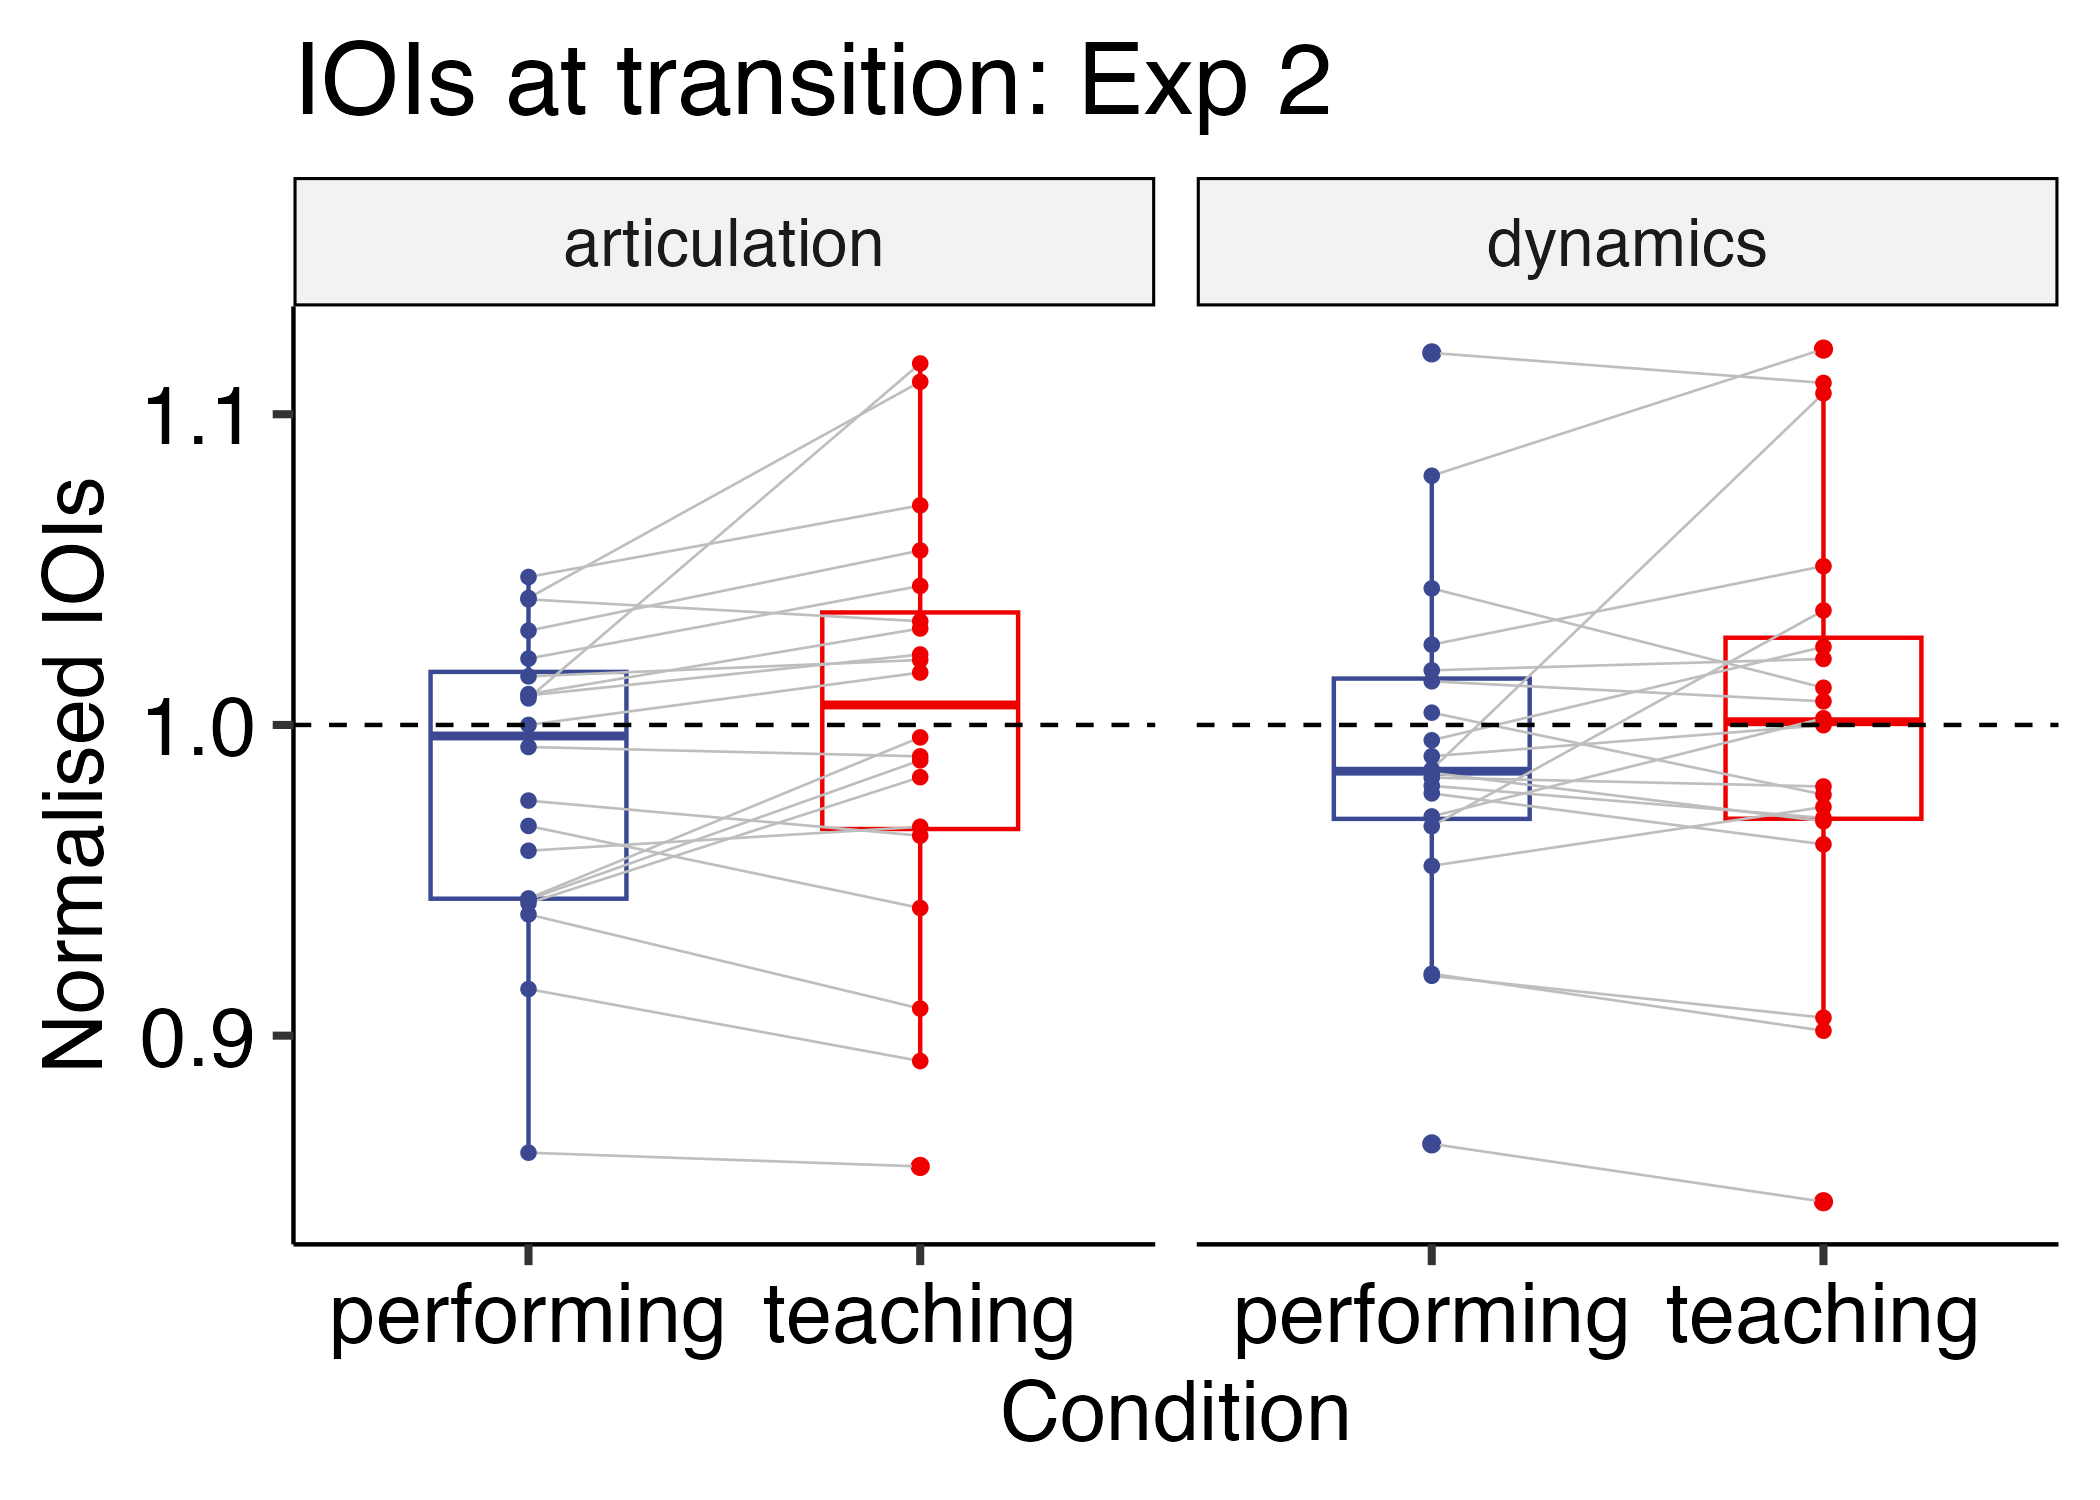 IOIs at transition: Exp 2
articulation
dynamics
Normalised IOIs
1.1
1.0
0.9
performing teaching
performing teaching
Condition